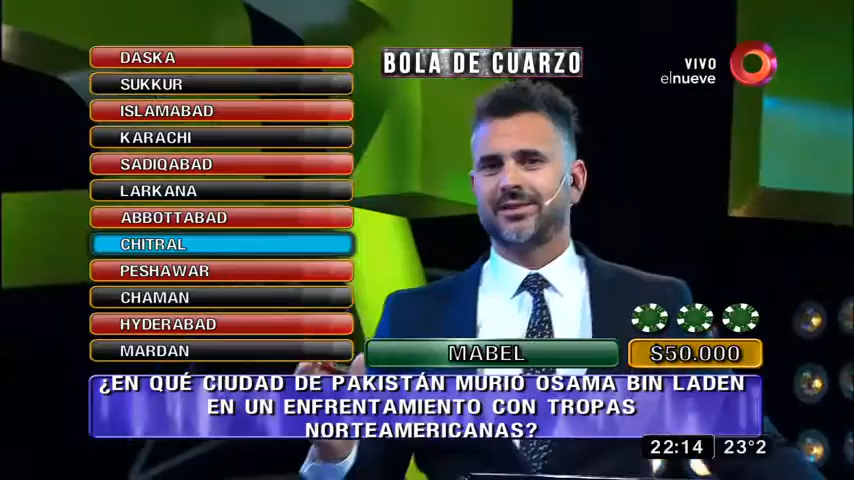 DASKA
SUKKUR
ISLAMABAD
KARACHI
SADIQABAD
LARKANA
ABBOTTABAD
CHITRAL
PESHAWAR
CHAMAN
HYDERABAD
MARDAN
BOLA DE CUARZO
VIVO
elnueve
MABEL
$50.000
¿EN QUÉ CIUDAD DE PAKISTÁN MURIÓ OSAMA BIN LADEN
EN UN ENFRENTAMIENTO CON TROPAS
NORTEAMERICANAS?
22:14 23°2